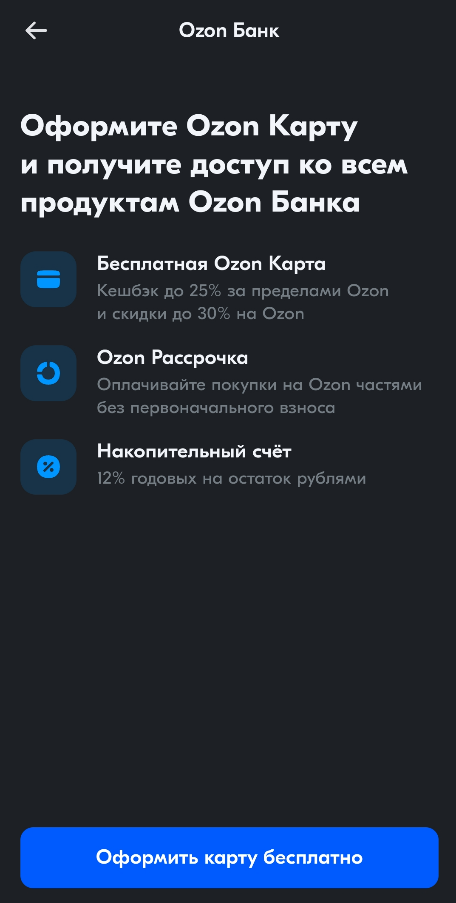 Ozon Банк
Оформите Ozon Карту
и получите доступ ко всем
продуктам Ozon Банка
Бесплатная Ozon Карта
Кешбэк до 25% за пределами Ozon
и скидки до 30% на Ozon
Ozon Рассрочка
Оплачивайте покупки на Ozon частями
без первоначального взноса
Накопительный счёт
12% годовых на остаток рублями
Оформить карту бесплатно